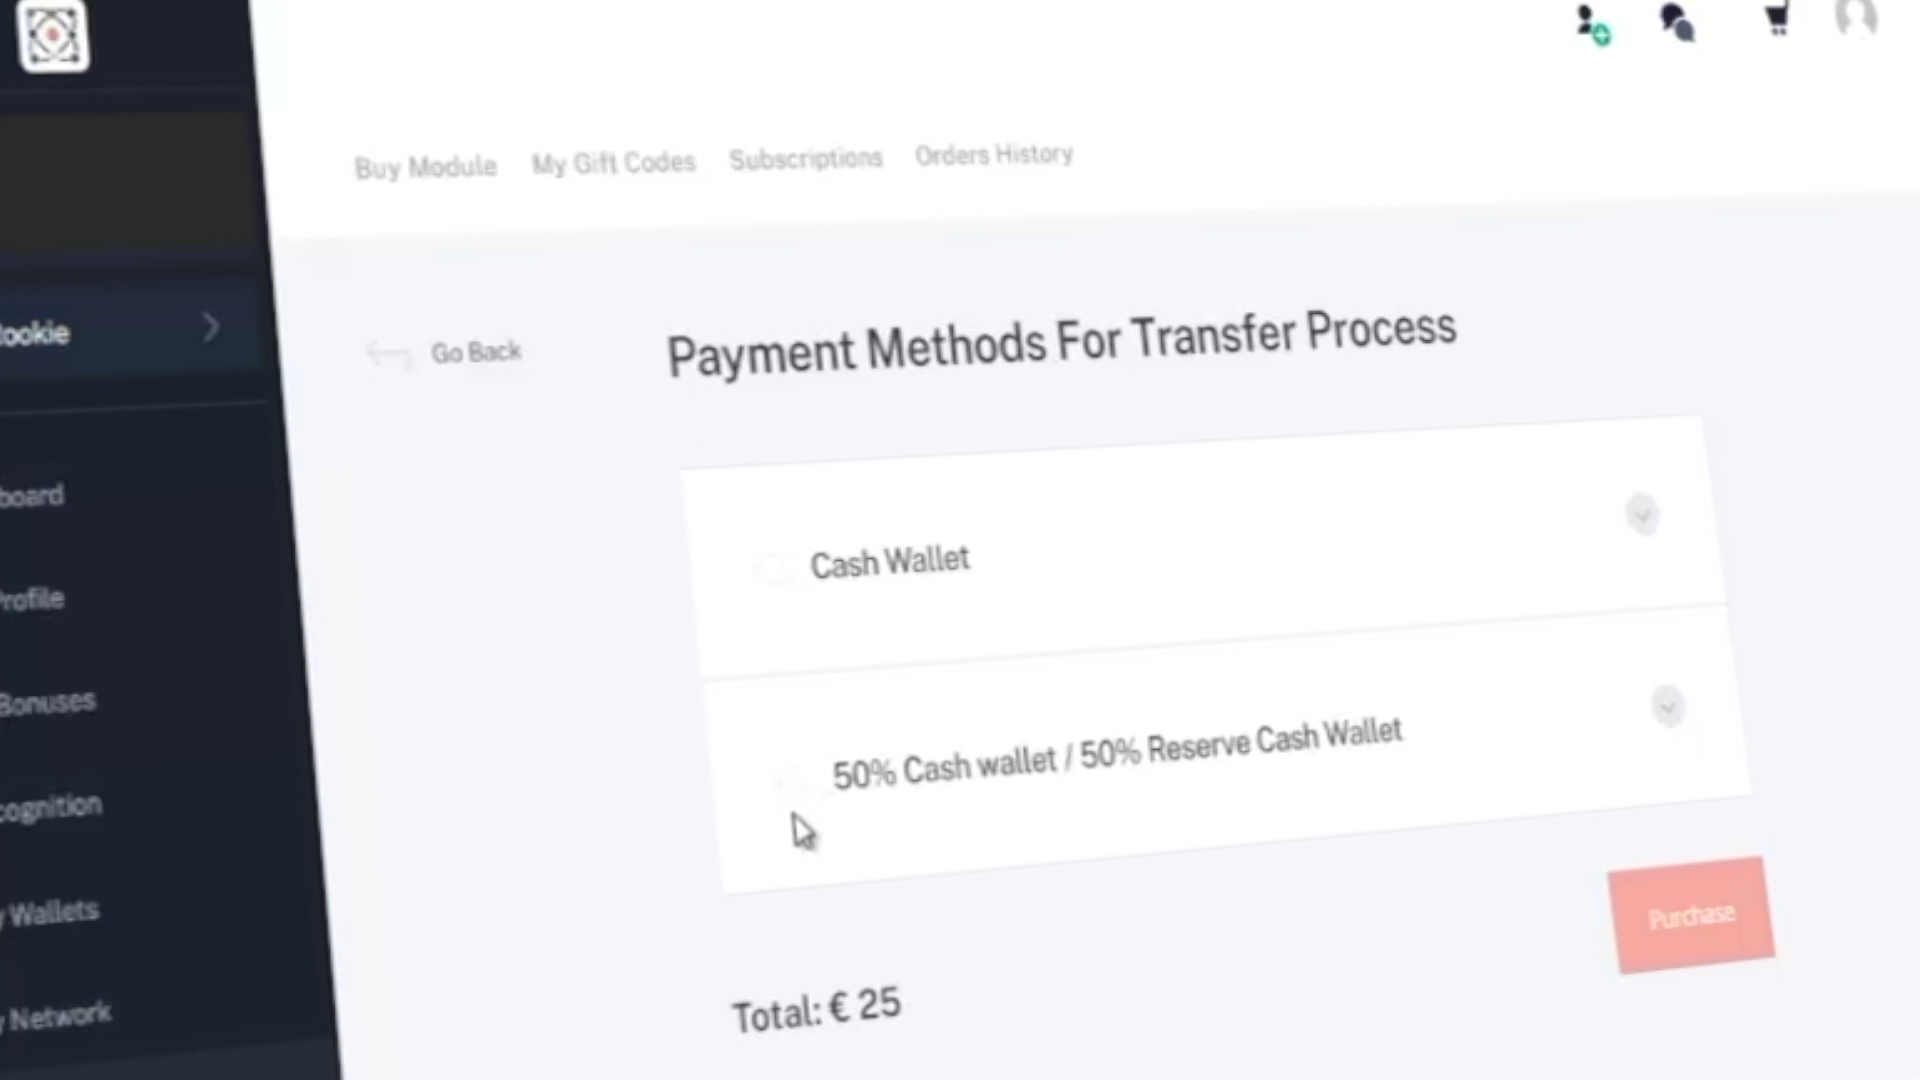 Buy Module My Gift Codes Subscriptions Orders History
ookie
Go Back
Payment Methods For Transfer Process
board
Profile
Bonuses
cognition
y Wallets
y Network
Cash Wallet
50% Cash wallet / 50% Reserve Cash Wallet
Purchase
Total: € 25